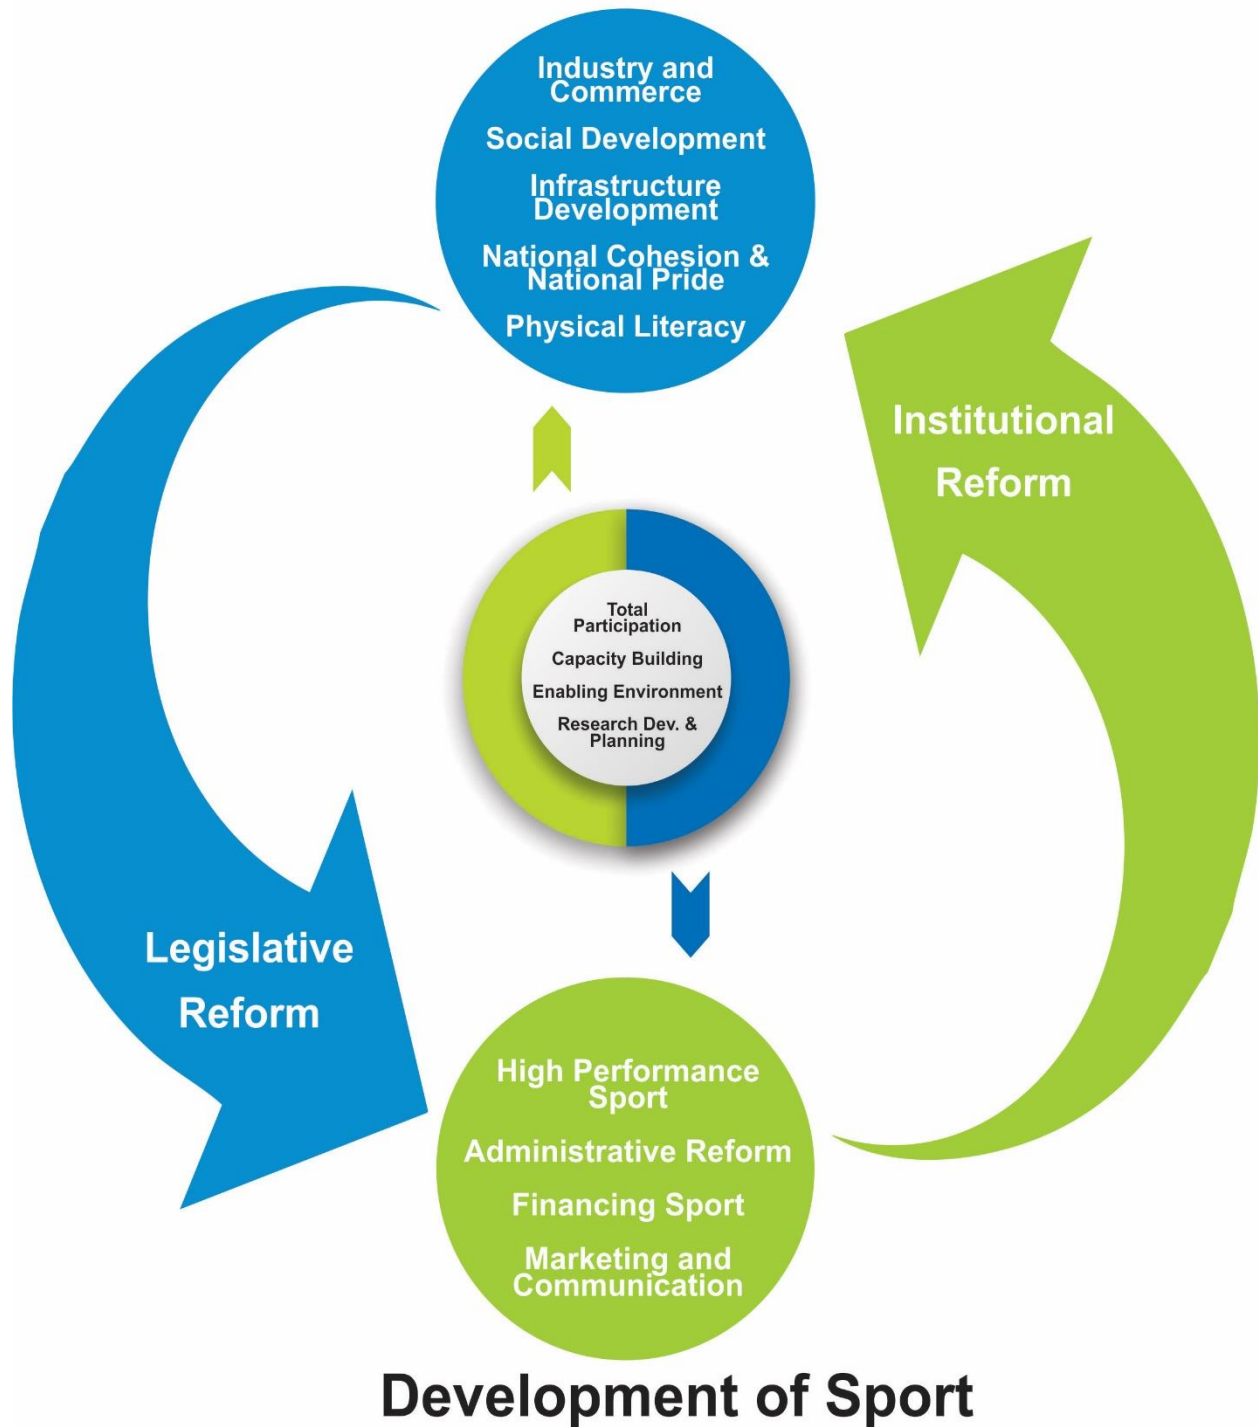 Industry and
Commerce
Social Development
Infrastructure
Development
National Cohesion &
National Pride
Physical Literacy
Institutional
Reform
Total
Participation
Capacity Building
Enabling Environment
Research Dev. &
Planning
Legislative
Reform
High Performance
Sport
Administrative Reform
Financing Sport
Marketing and
Communication
Development of Sport